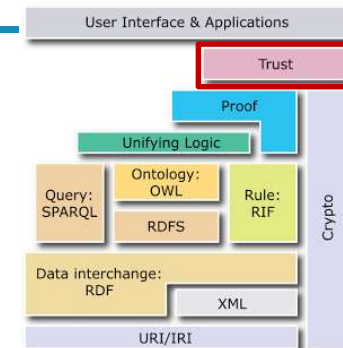 User Interface & Applications
Trust
Proof
Unifying Logic
Query:
SPARQL
Ontology:
OWL
RDFS
Rule:
RIF
Crypto
Data interchange:
RDF
XML
URI/IRI